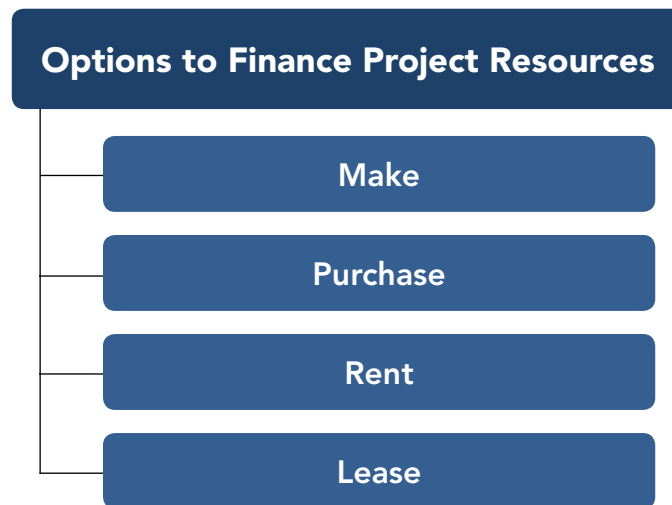 Options to Finance Project Resources
Make
Purchase
Rent
Lease